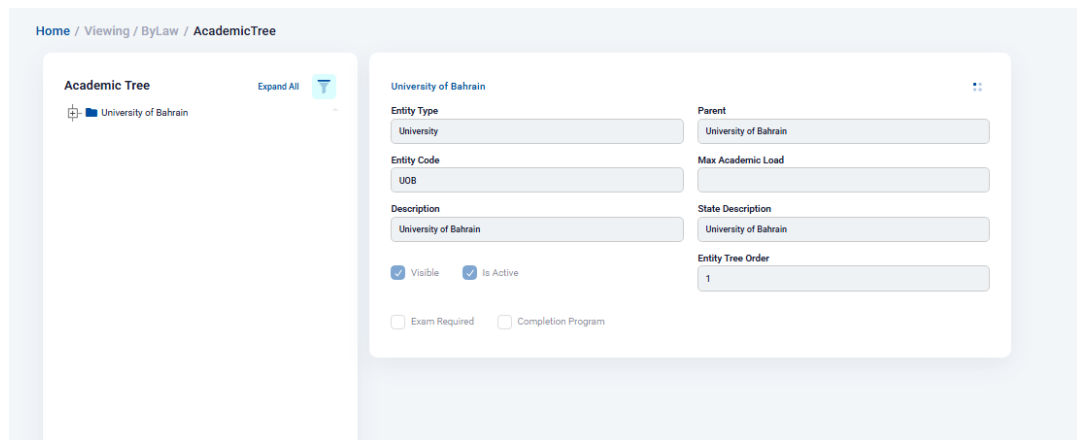 Home / Viewing / ByLaw / AcademicTree
Academic Tree
Expand All
University of Bahrain
University of Bahrain
Entity Type
Parent
University
University of Bahrain
Entity Code
Max Academic Load
UOB
Description
State Description
University of Bahrain
University of Bahrain
Entity Tree Order
Visible
Is Active
1
Exam Required
Completion Program